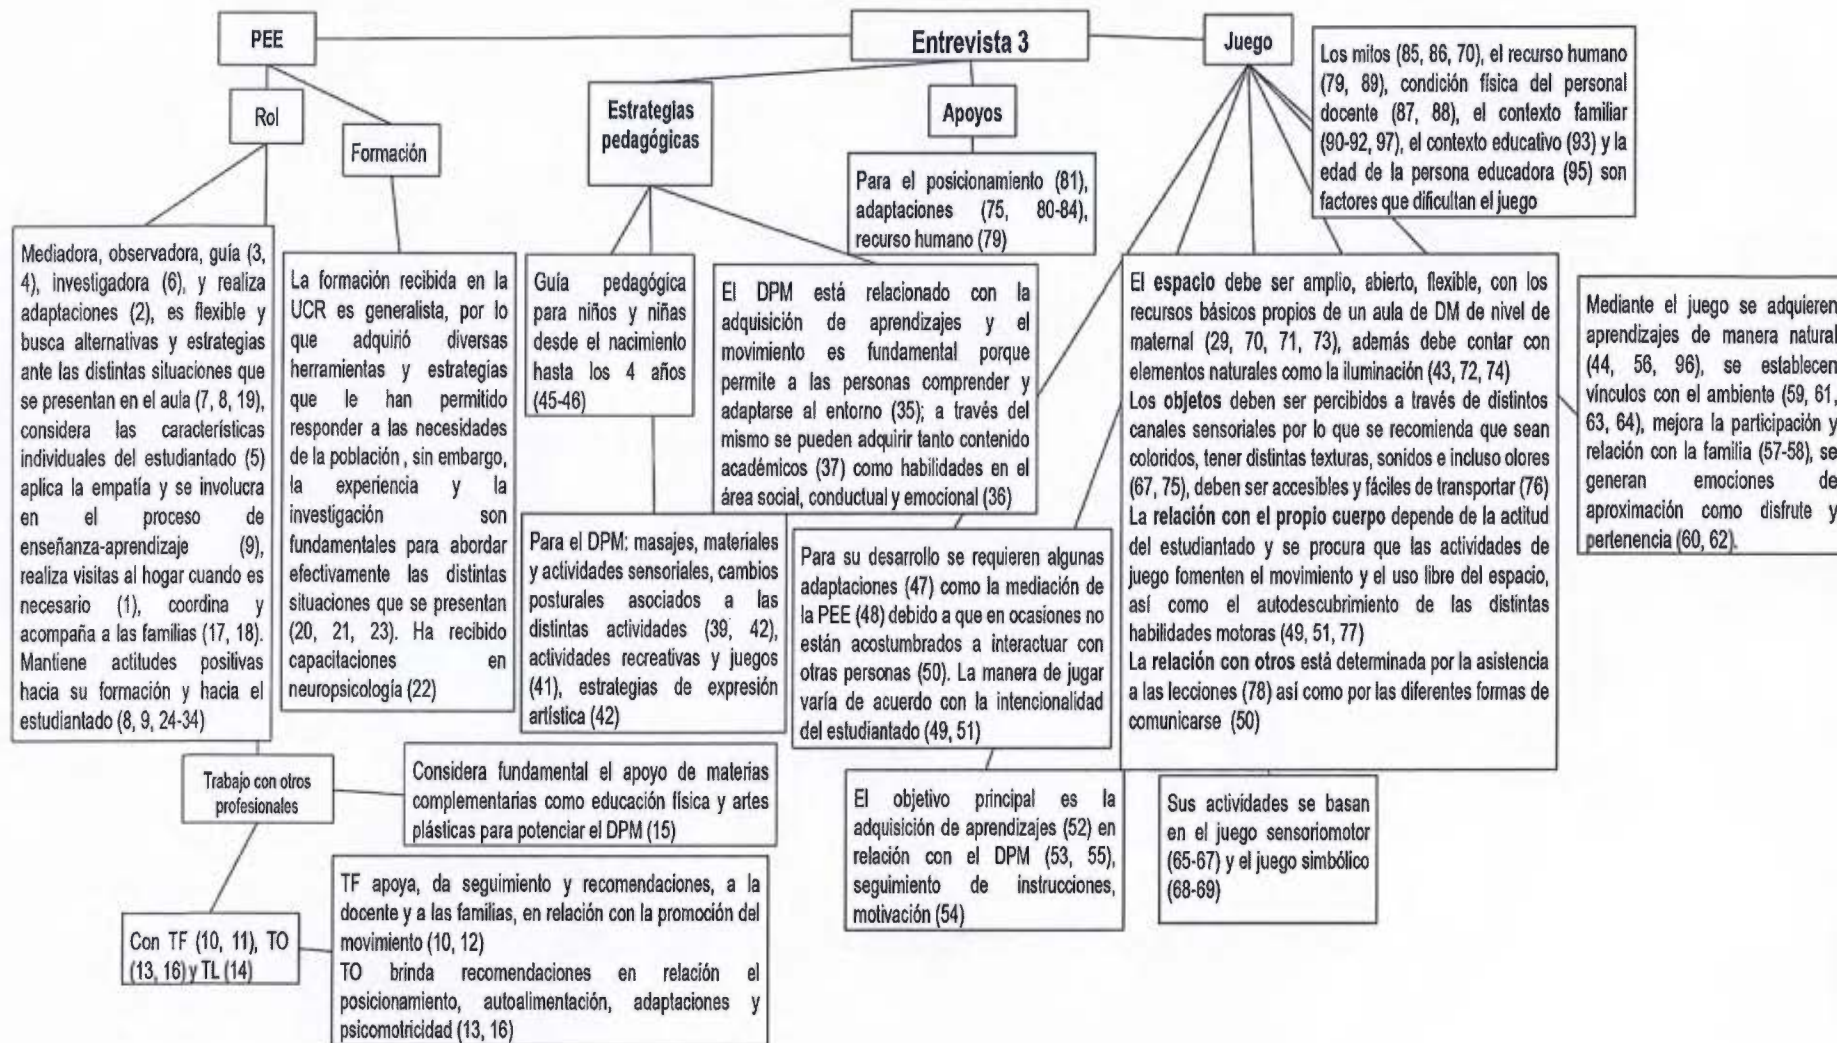 PEE
Entrevista 3
Juego
Rol
Formación
Estrategias
pedagógicas
Apoyos
Los mitos (85, 86, 70), el recurso humano
(79, 89), condición física del personal
docente (87, 88), el contexto familiar
(90-92, 97), el contexto educativo (93) y la
edad de la persona educadora (95) son
factores que dificultan el juego
Para el posicionamiento (81),
adaptaciones (75, 80-84),
recurso humano (79)
Mediadora, observadora, guía (3,
4), investigadora (6), y realiza
adaptaciones (2), es flexible y
busca alternativas y estrategias
ante las distintas situaciones que
se presentan en el aula (7, 8, 19),
considera las características
individuales del estudiantado (5)
aplica la empatía y se involucra
en el proceso de
enseñanza-aprendizaje (9),
realiza visitas al hogar cuando es
necesario (1), coordina y
acompaña a las familias (17, 18).
Mantiene actitudes positivas
hacia su formación y hacia el
estudiantado (8, 9, 24-34)
La formación recibida en la
UCR es generalista, por lo
que adquirió diversas
herramientas y estrategias
que le han permitido
responder a las necesidades
de la población , sin embargo,
la experiencia y la
investigación son
fundamentales para abordar
efectivamente las distintas
situaciones que se presentan
(20, 21, 23). Ha recibido
capacitaciones en
neuropsicología (22)
Guía pedagógica
para niños y niñas
desde el nacimiento
hasta los 4 años
(45-46)
El DPM está relacionado con la
adquisición de aprendizajes y el
movimiento es fundamental porque
permite a las personas comprender y
adaptarse al entorno (35); a través del
mismo se pueden adquirir tanto contenido
académicos (37) como habilidades en el
área social, conductual y emocional (36)
Para el DPM: masajes, materiales
y actividades sensoriales, cambios
posturales asociados a las
distintas actividades (39, 42),
actividades recreativas y juegos
(41), estrategias de expresión
artística (42)
Para su desarrollo se requieren algunas
adaptaciones (47) como la mediación de
la PEE (48) debido a que en ocasiones no
están acostumbrados a interactuar con
otras personas (50). La manera de jugar
varía de acuerdo con la intencionalidad
del estudiantado (49, 51)
El espacio debe ser amplio, abierto, flexible, con los
recursos básicos propios de un aula de DM de nivel de
maternal (29, 70, 71, 73), además debe contar con
elementos naturales como la iluminación (43, 72, 74)
Los objetos deben ser percibidos a través de distintos
canales sensoriales por lo que se recomienda que sean
coloridos, tener distintas texturas, sonidos e incluso olores
(67, 75), deben ser accesibles y fáciles de transportar (76)
La relación con el propio cuerpo depende de la actitud
del estudiantado y se procura que las actividades de
juego fomenten el movimiento y el uso libre del espacio,
así como el autodescubrimiento de las distintas
habilidades motoras (49, 51, 77)
La relación con otros está determinada por la asistencia
a las lecciones (78) así como por las diferentes formas de
comunicarse (50)
Mediante el juego se adquieren
aprendizajes de manera natural
(44, 56, 96), se establecen
vínculos con el ambiente (59, 61,
63, 64), mejora la participación y
relación con la familia (57-58), se
generan emociones de
aproximación como disfrute y
pertenencia (60, 62).
Trabajo con otros
profesionales
Considera fundamental el apoyo de materias
complementarias como educación física y artes
plásticas para potenciar el DPM (15)
El objetivo principal es la
adquisición de aprendizajes (52) en
relación con el DPM (53, 55),
seguimiento de instrucciones,
motivación (54)
Sus actividades se basan
en el juego sensoriomotor
(65-67) y el juego simbólico
(68-69)
Con TF (10, 11), TO
(13, 16) y TL (14)
TF apoya, da seguimiento y recomendaciones, a la
docente y a las familias, en relación con la promoción del
movimiento (10, 12)
TO brinda recomendaciones en relación el
posicionamiento, autoalimentación, adaptaciones y
psicomotricidad (13, 16)